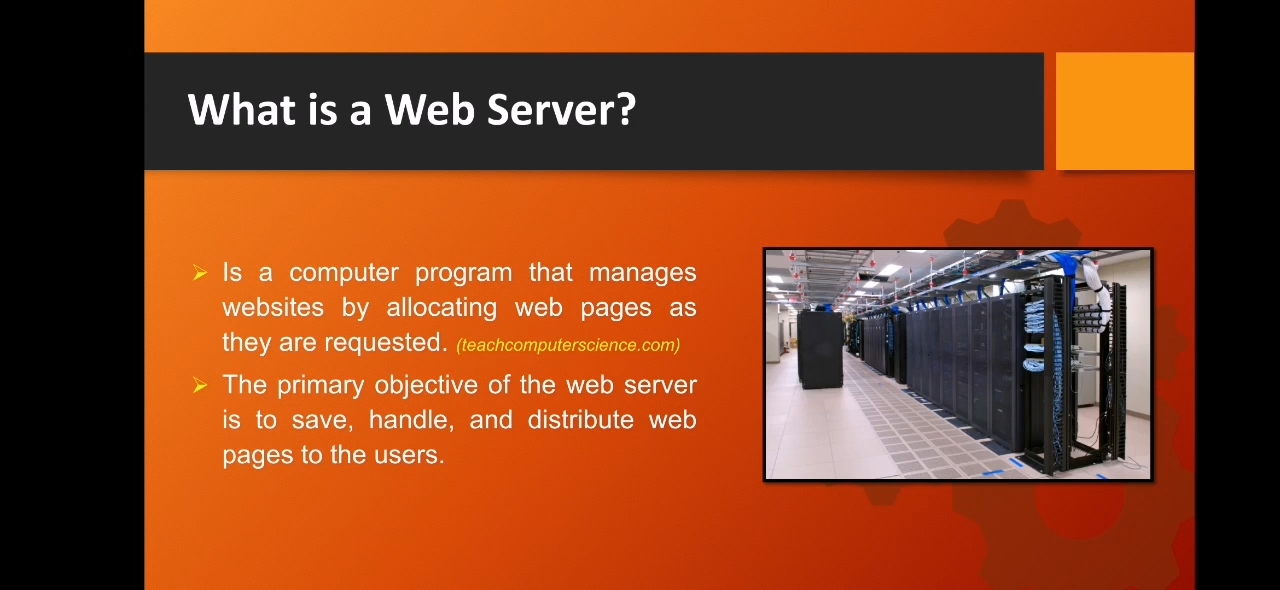 What is a Web Server?
Is a computer program that manages
websites by allocating web pages as
they are requested. (teachcomputerscience.com)
The primary objective of the web server
is to save, handle, and distribute web
pages to the users.